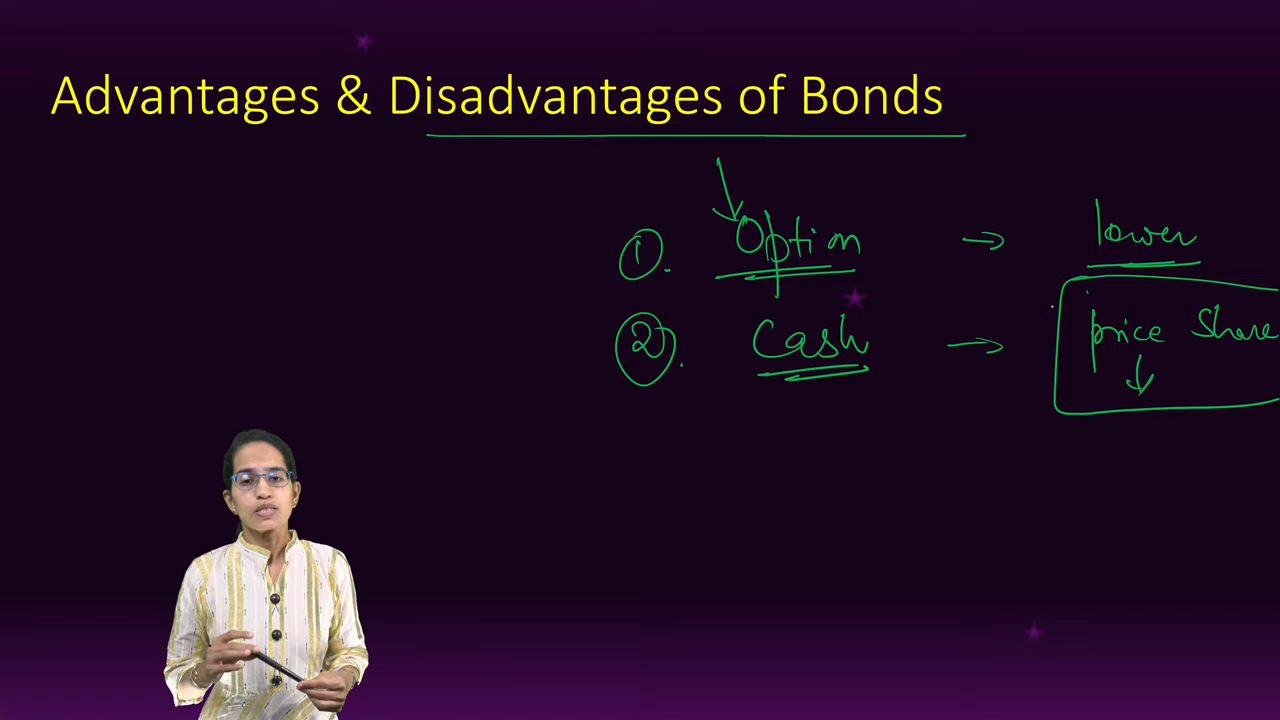 Advantages & Disadvantages of Bonds
①. Option → lower
②. Cash → price share ↓